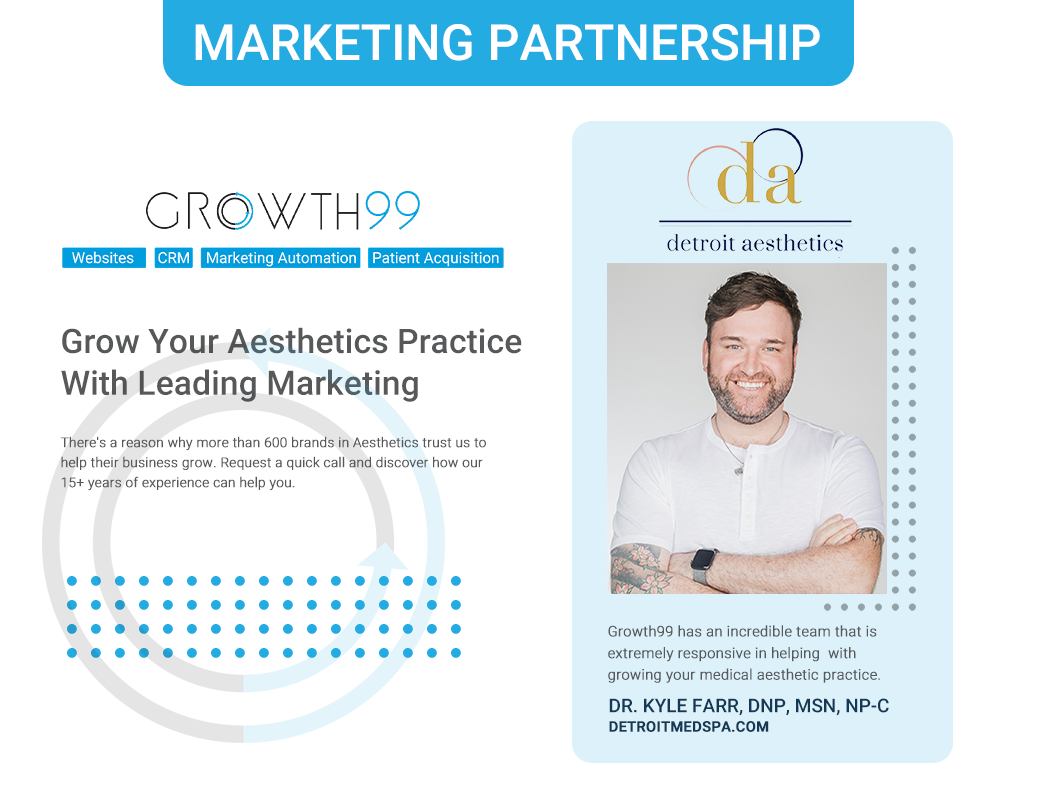 MARKETING PARTNERSHIP
GROWTH99
Websites CRM Marketing Automation Patient Acquisition
Grow Your Aesthetics Practice
With Leading Marketing
There's a reason why more than 600 brands in Aesthetics trust us to
help their business grow. Request a quick call and discover how our
15+ years of experience can help you.
da
detroit aesthetics
Growth99 has an incredible team that is
extremely responsive in helping with
growing your medical aesthetic practice.
DR. KYLE FARR, DNP, MSN, NP-C
DETROITMEDSPA.COM